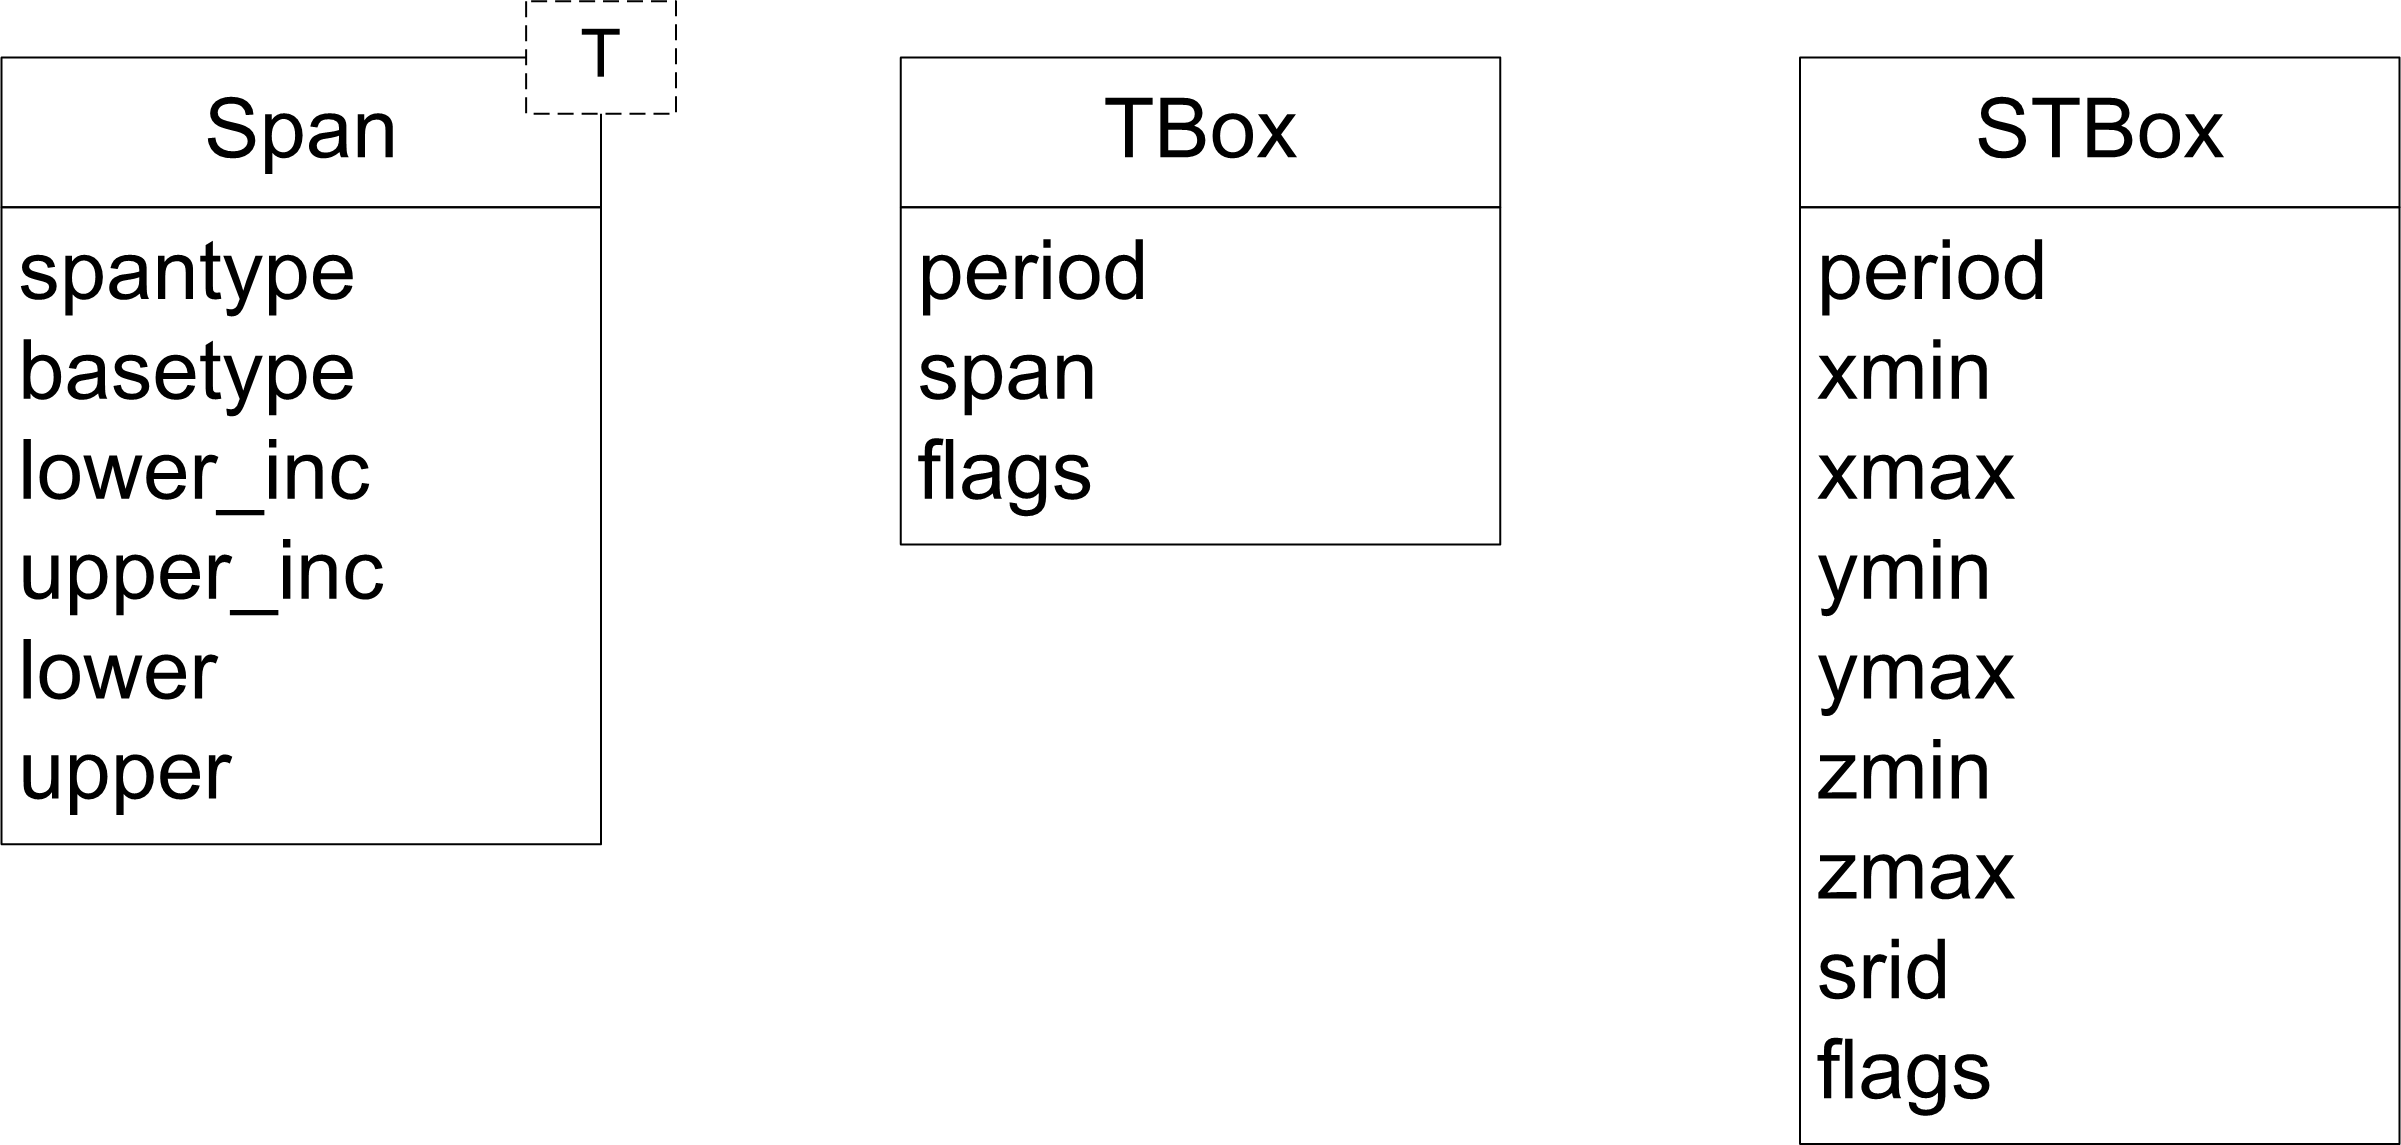 T
Span
spantype
basetype
lower_inc
upper_inc
lower
upper
TBox
period
span
flags
STBox
period
xmin
xmax
ymin
ymax
zmin
zmax
srid
flags